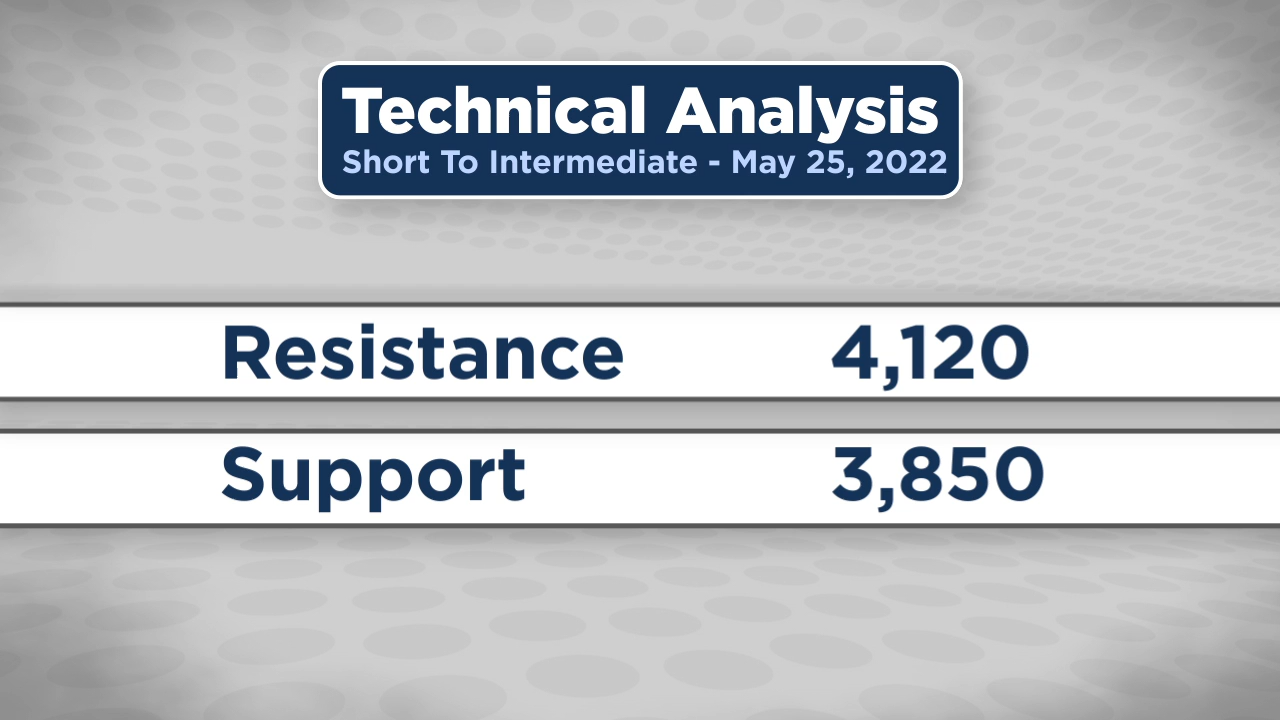 Technical Analysis
Short To Intermediate - May 25, 2022
Resistance 4,120
Support 3,850